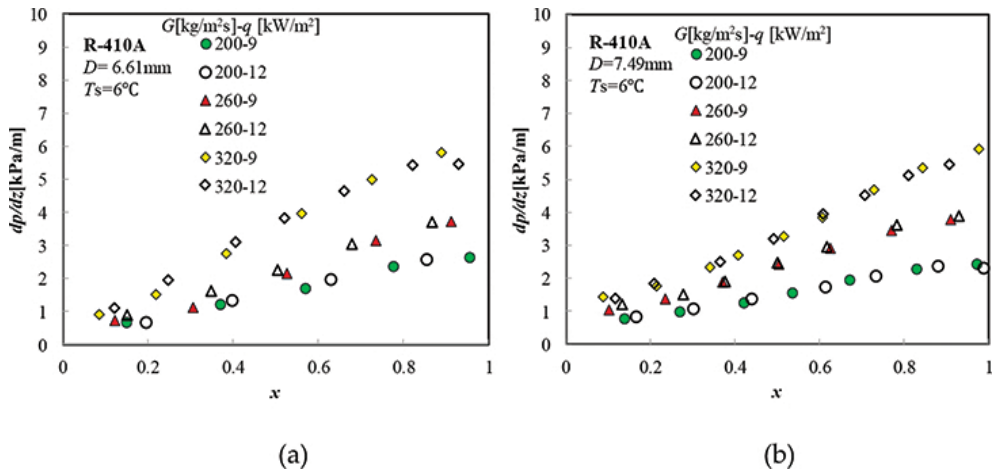 G[kg/m²s]-q [kW/m²]
R-410A
D= 6.61mm
Ts=6℃
200-9
200-12
260-9
260-12
320-9
320-12
dp/dz[kPa/m]
10
9
8
7
6
5
4
3
2
1
0
0 0.2 0.4 0.6 0.8 1
x
(a)
G[kg/m²s]-q [kW/m²]
R-410A
D=7.49mm
Ts=6℃
200-9
200-12
260-9
260-12
320-9
320-12
dp/dz[kPa/m]
10
9
8
7
6
5
4
3
2
1
0
0 0.2 0.4 0.6 0.8 1
x
(b)